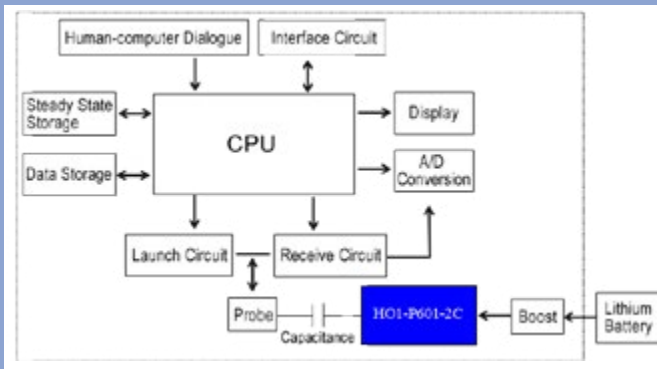 Human-computer Dialogue
Interface Circuit
Steady State
Storage
CPU
Display
Data Storage
A/D
Conversion
Launch Circuit
Receive Circuit
Probe
Capacitance
HO1-P601-2C
Boost
Lithium
Battery